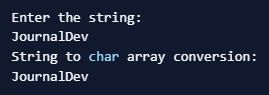 Enter the string:
JournalDev
String to char array conversion:
JournalDev